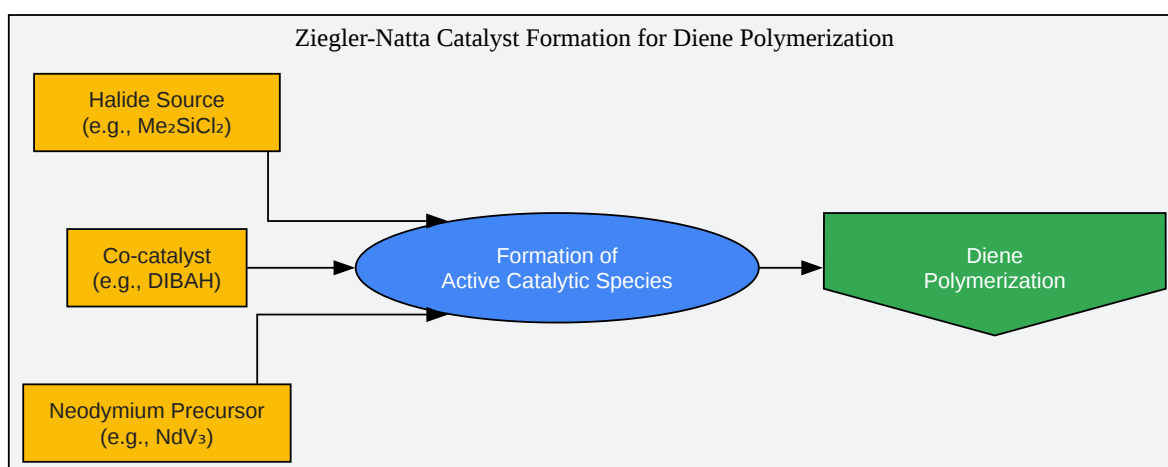 Ziegler-Natta Catalyst Formation for Diene Polymerization
Halide Source
(e.g., Me₂SiCl₂)
Co-catalyst
(e.g., DIBAH)
Neodymium Precursor
(e.g., NdV₃)
Formation of
Active Catalytic Species
Diene
Polymerization